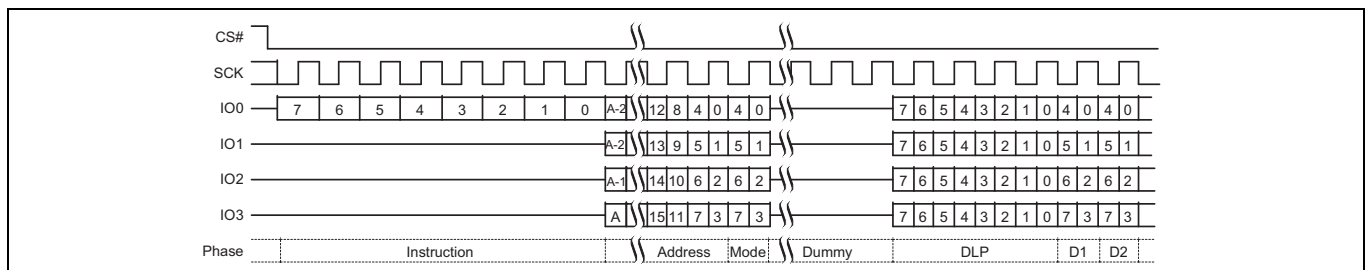 CS#
SCK
IO0 7 6 5 4 3 2 1 0 A-2 12 8 4 0 4 0 7 6 5 4 3 2 1 0 4 0 4 0
IO1 A-2 13 9 5 1 5 1 7 6 5 4 3 2 1 0 5 1 5 1
IO2 A-1 14 10 6 2 6 2 7 6 5 4 3 2 1 0 6 2 6 2
IO3 A 15 11 7 3 7 3 7 6 5 4 3 2 1 0 7 3 7 3
Phase Instruction Address Mode Dummy DLP D1 D2